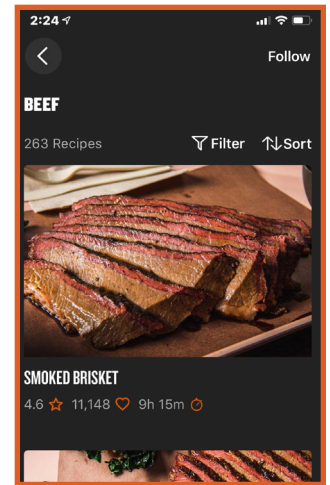 2:24
Follow
BEEF
263 Recipes Filter Sort
SMOKED BRISKET
4.6 11,148 9h 15m